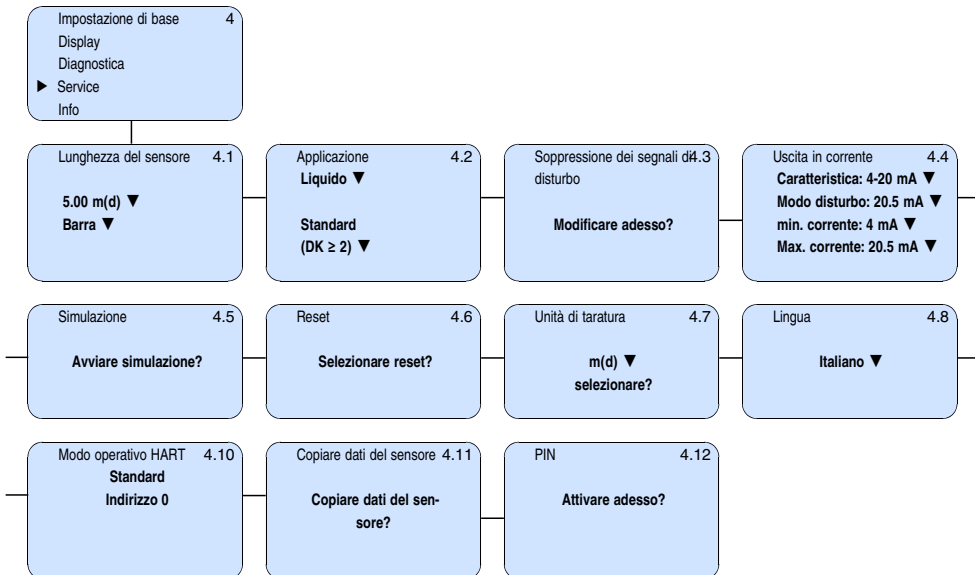 Impostazione di base 4
Display
Diagnostica
▶ Service
Info
Lunghezza del sensore 4.1
5.00 m(d) ▼
Barra ▼
Applicazione 4.2
Liquido ▼
Standard
(DK ≥ 2) ▼
Soppressione dei segnali di 4.3
disturbo
Modificare adesso?
Uscita in corrente 4.4
Caratteristica: 4-20 mA ▼
Modo disturbo: 20.5 mA ▼
min. corrente: 4 mA ▼
Max. corrente: 20.5 mA ▼
Simulazione 4.5
Avviare simulazione?
Reset 4.6
Selezionare reset?
Unità di taratura 4.7
m(d) ▼
selezionare?
Lingua 4.8
Italiano ▼
Modo operativo HART 4.10
Standard
Indirizzo 0
Copiare dati del sensore 4.11
Copiare dati del sen-
sore?
PIN 4.12
Attivare adesso?